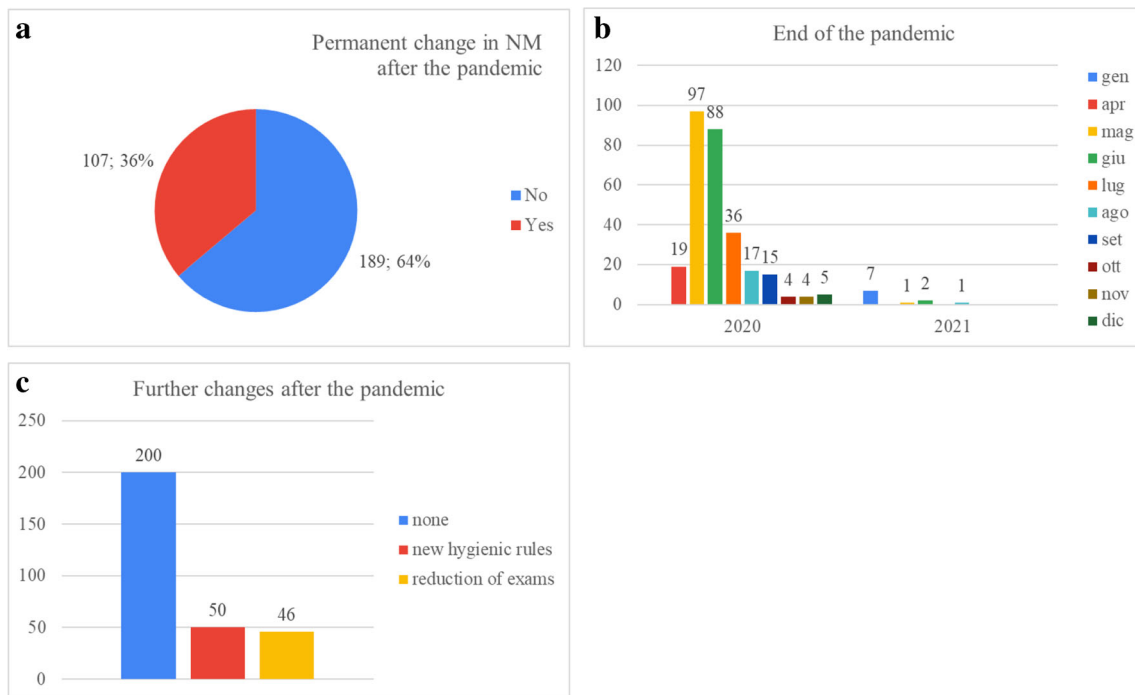 a
Permanent change in NM
after the pandemic
107; 36%
189; 64%
No
Yes
b
End of the pandemic
120
100
80
60
40
20
0
19
97
88
36
17
15
4
4
5
7
1
2
1
2020
2021
gen
apr
mag
giu
lug
ago
set
ott
nov
dic
c
Further changes after the pandemic
250
200
150
100
50
0
200
50
46
none
new hygienic rules
reduction of exams